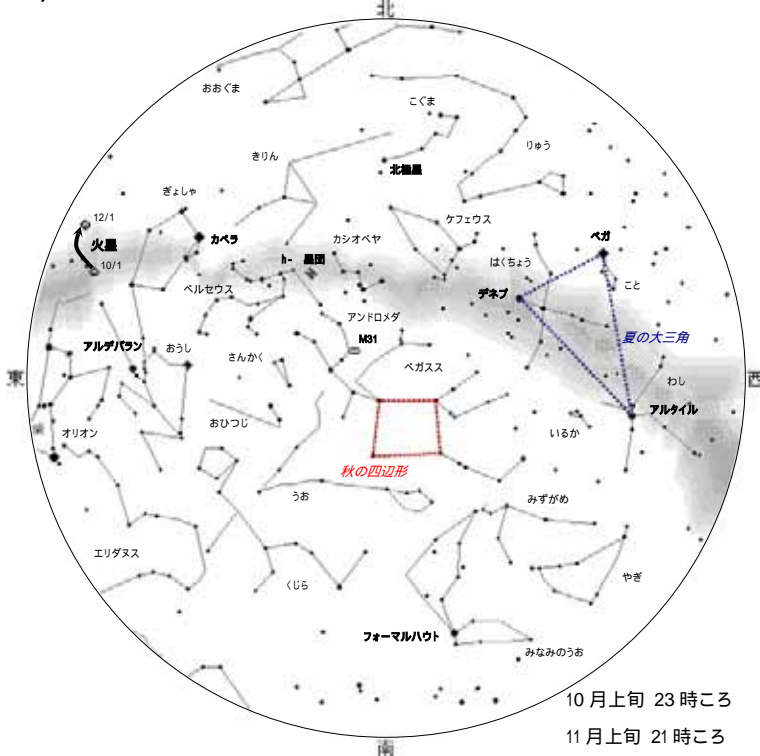 北
おおぐま
こぐま
きりん
りゅう
北極星
ぎょしゃ
12/1
火星
10/1
カペラ
カシオペヤ
ケフェウス
ベガ
h-　星団
はくちょう
こと
ペルセウス
デネブ
アンドロメダ
M31
夏の大三角
アルデバラン
おうし
さんかく
ペガスス
わし
東
西
アルタイル
おひつじ
いるか
オリオン
秋の四辺形
うお
みずがめ
エリダヌス
くじら
やぎ
フォーマルハウト
みなみのうお
10 月上旬 23 時ころ
11 月上旬 21 時ころ
南